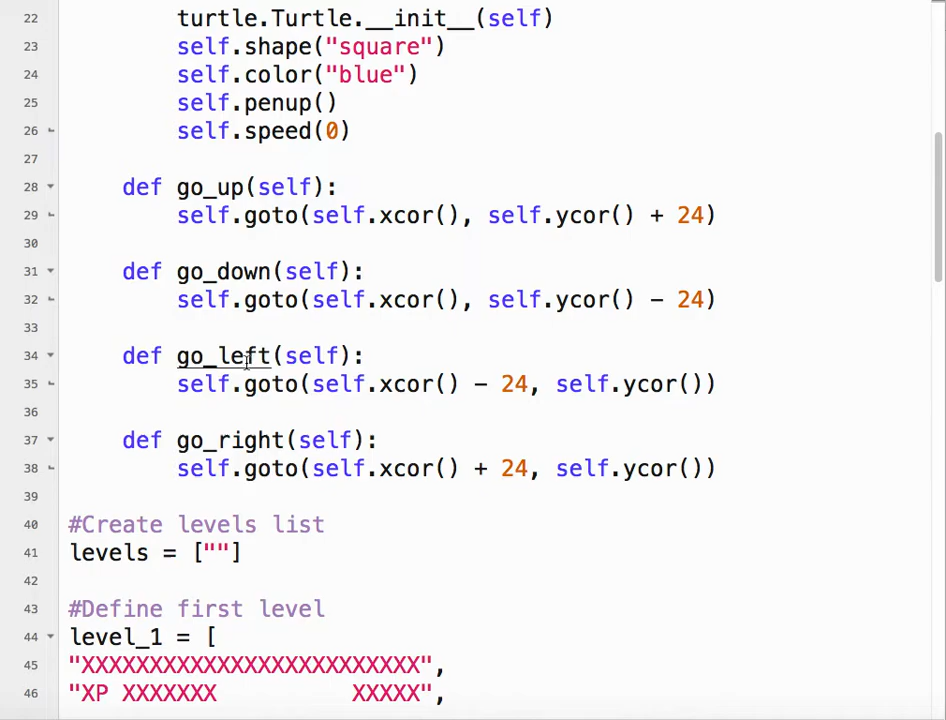 22 turtle.Turtle.__init__(self)
23 self.shape("square")
24 self.color("blue")
25 self.penup()
26 self.speed(0)
27
28 def go_up(self):
29 self.goto(self.xcor(), self.ycor() + 24)
30
31 def go_down(self):
32 self.goto(self.xcor(), self.ycor() - 24)
33
34 def go_left(self):
35 self.goto(self.xcor() - 24, self.ycor())
36
37 def go_right(self):
38 self.goto(self.xcor() + 24, self.ycor())
39
40 #Create levels list
41 levels = [""]
42
43 #Define first level
44 level_1 = [
45 "XXXXXXXXXXXXXXXXXXXXXXXXX",
46 "XP XXXXXXX          XXXXX",